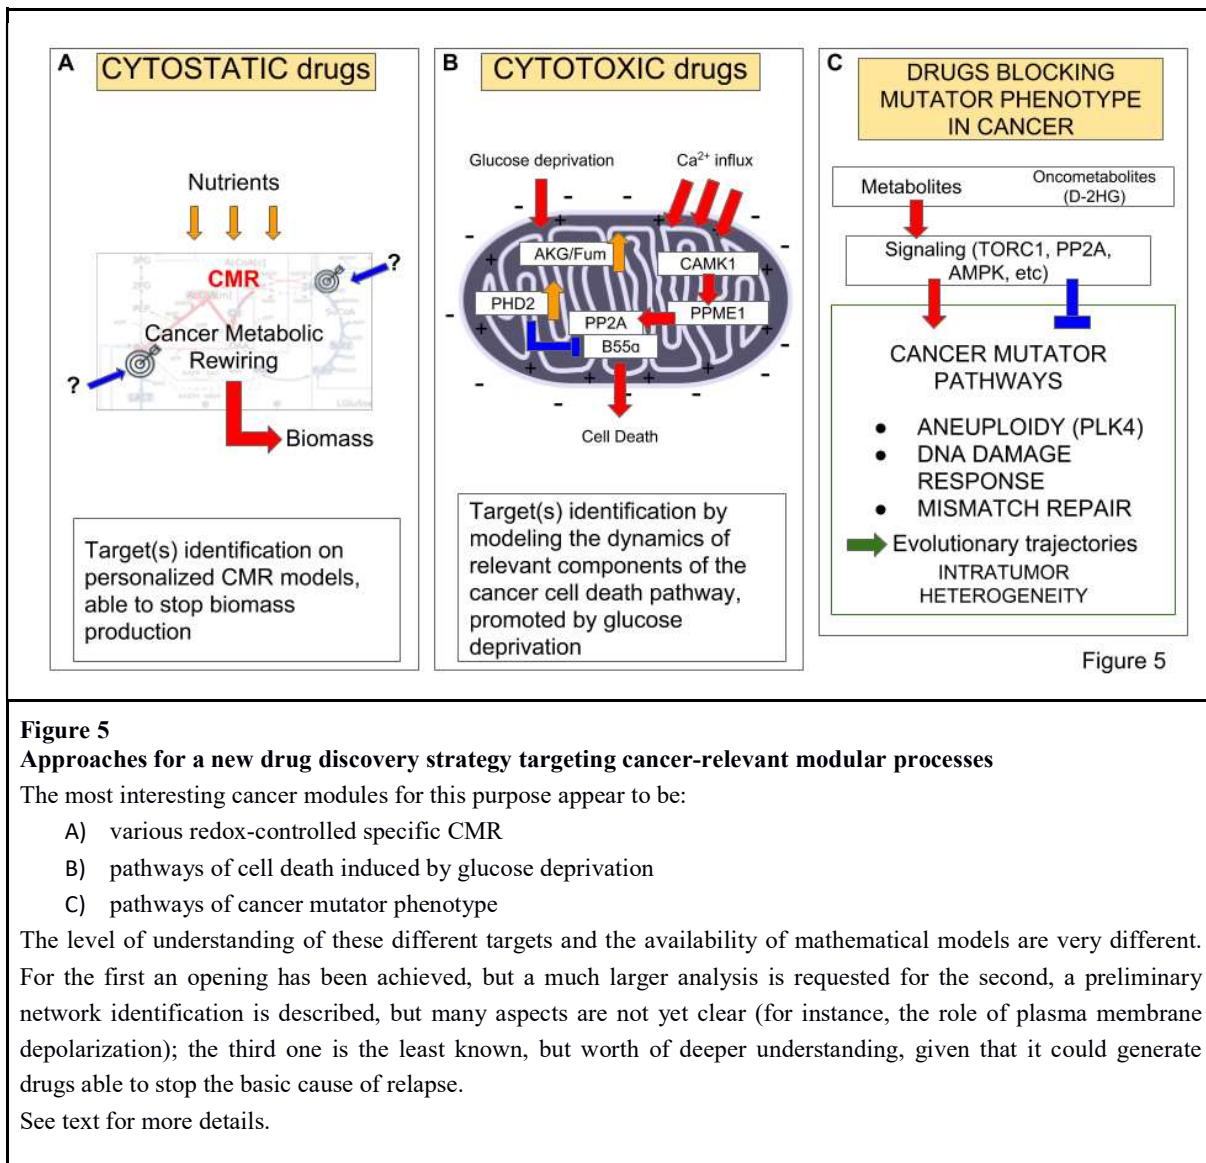 A
CYTOSTATIC drugs
Nutrients
CMR
?
Cancer Metabolic
Rewiring
?
Biomass
Target(s) identification on
personalized CMR models,
able to stop biomass
production
B
CYTOTOXIC drugs
Glucose deprivation
Ca2+ influx
AKG/Fum
CAMK1
PHD2
PP2A
PPME1
B55α
Cell Death
Target(s) identification by
modeling the dynamics of
relevant components of the
cancer cell death pathway,
promoted by glucose
deprivation
C
DRUGS BLOCKING
MUTATOR PHENOTYPE
IN CANCER
Metabolites
Oncometabolites
(D-2HG)
Signaling (TORC1, PP2A,
AMPK, etc)
CANCER MUTATOR
PATHWAYS
● ANEUPLOIDY (PLK4)
● DNA DAMAGE
RESPONSE
● MISMATCH REPAIR
Evolutionary trajectories
INTRATUMOR
HETEROGENEITY
Figure 5
Figure 5
Approaches for a new drug discovery strategy targeting cancer-relevant modular processes
The most interesting cancer modules for this purpose appear to be:
A) various redox-controlled specific CMR
B) pathways of cell death induced by glucose deprivation
C) pathways of cancer mutator phenotype
The level of understanding of these different targets and the availability of mathematical models are very different.
For the first an opening has been achieved, but a much larger analysis is requested for the second, a preliminary
network identification is described, but many aspects are not yet clear (for instance, the role of plasma membrane
depolarization); the third one is the least known, but worth of deeper understanding, given that it could generate
drugs able to stop the basic cause of relapse.
See text for more details.